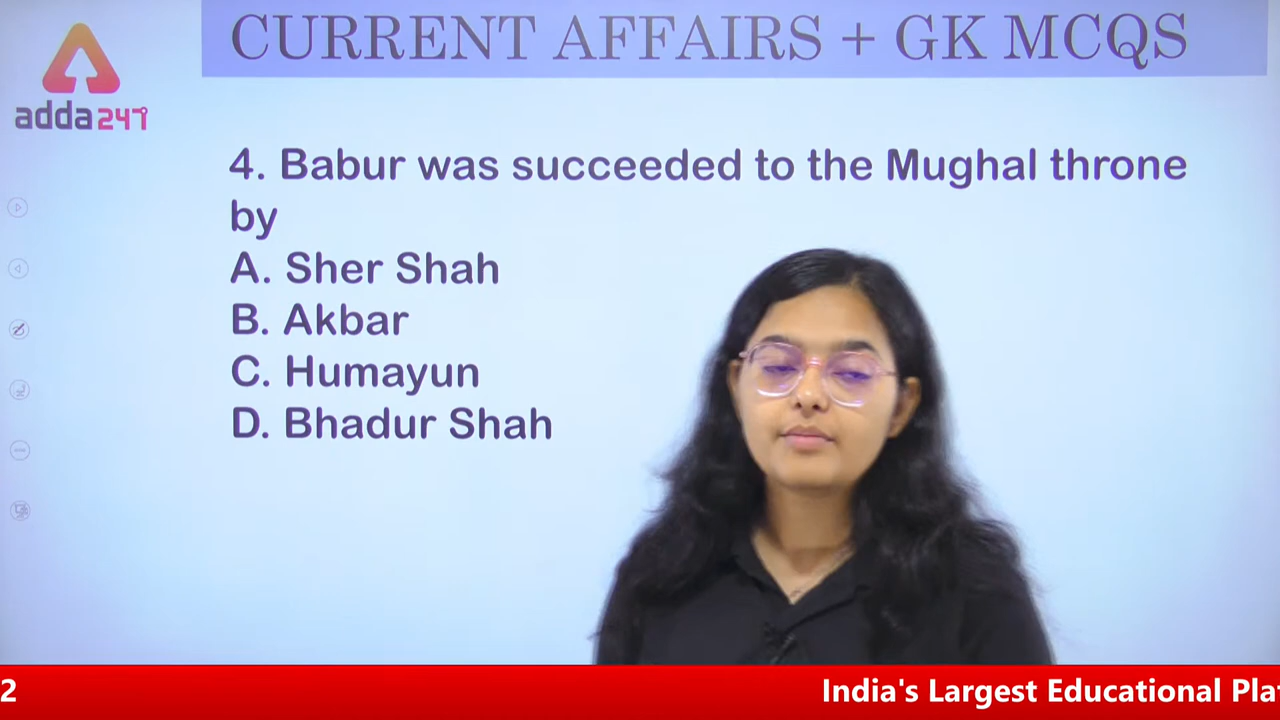 CURRENT AFFAIRS + GK MCQS
adda247
4. Babur was succeeded to the Mughal throne
by
A. Sher Shah
B. Akbar
C. Humayun
D. Bhadur Shah
2
India's Largest Educational Pla